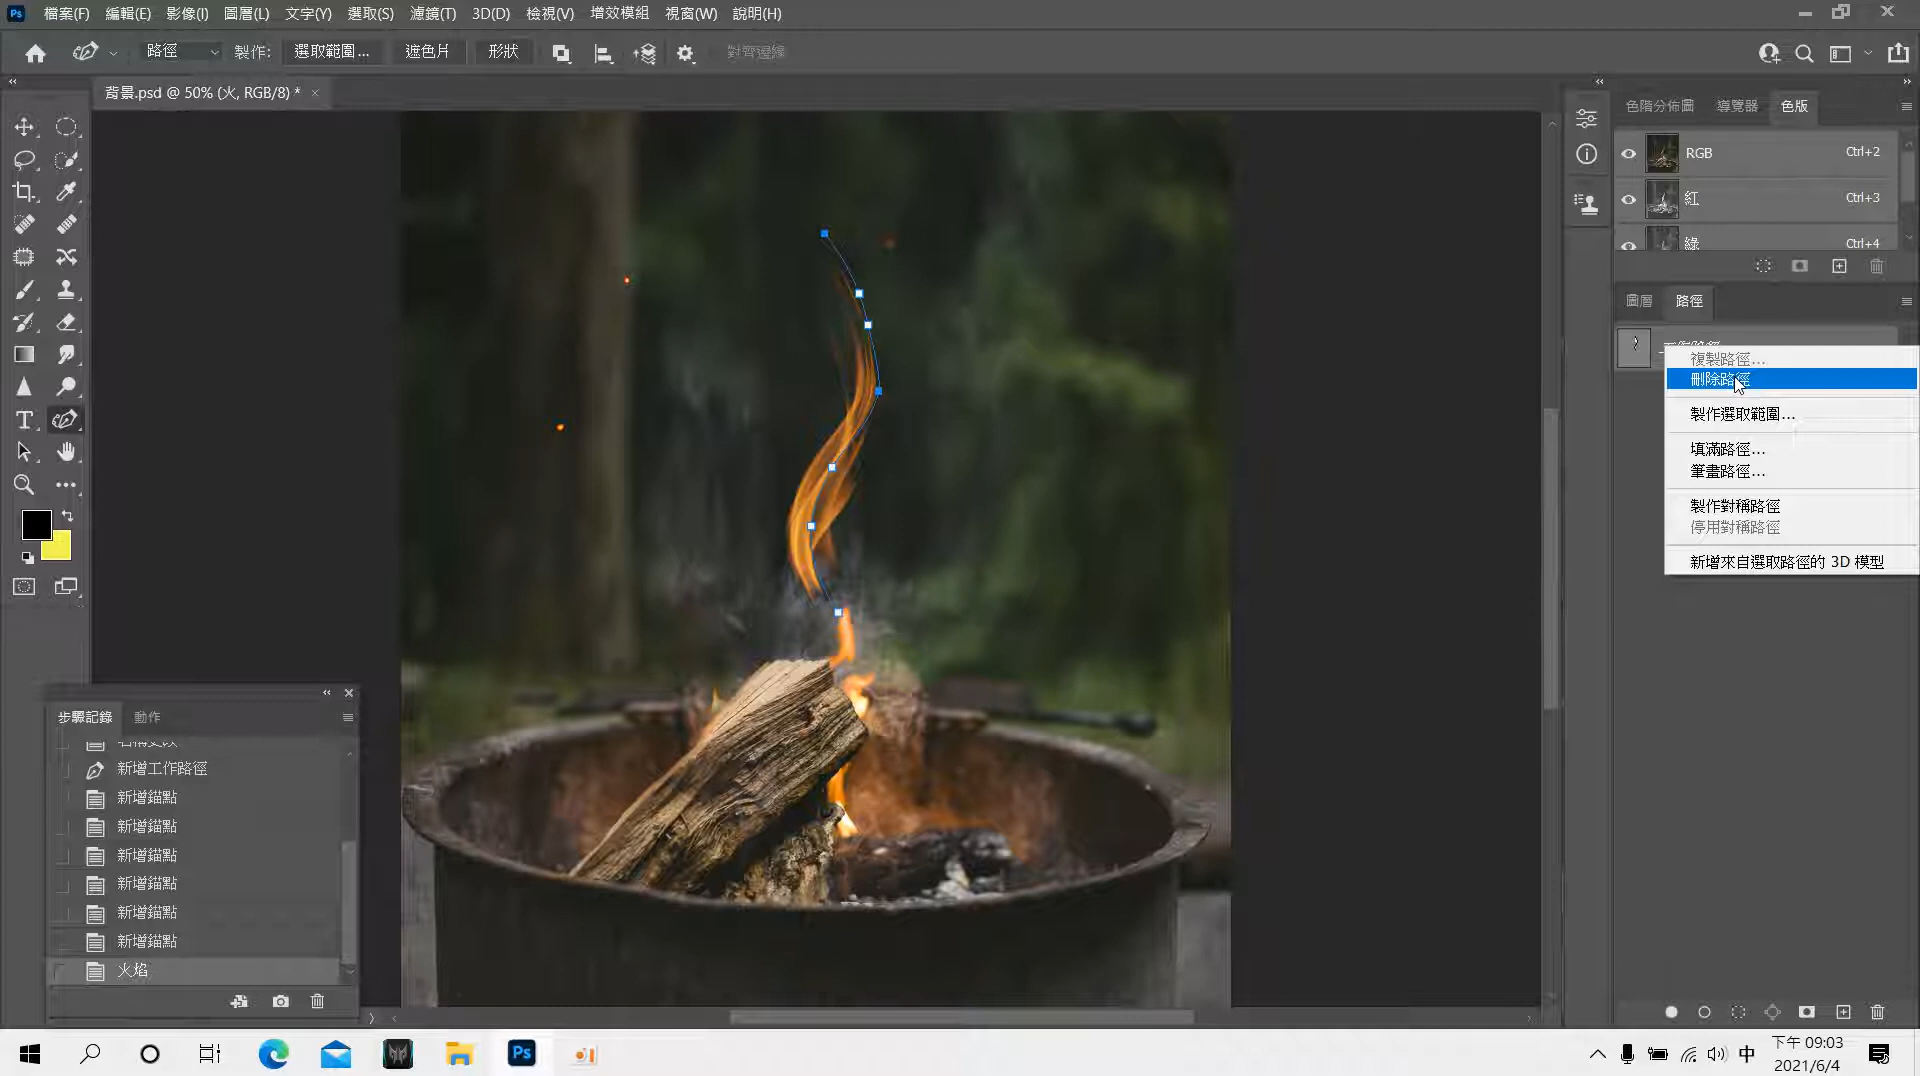 Ps 檔案(F) 編輯(E) 影像(I) 圖層(L) 文字(Y) 選取(S) 濾鏡(T) 3D(D) 檢視(V) 增效模組 視窗(W) 說明(H)
路徑 製作: 選取範圍... 遮色片 形狀 對齊邊緣
背景.psd @ 50% (火, RGB/8) * ×
色階分佈圖 導覽器 色版
RGB Ctrl+2
紅 Ctrl+3
綠 Ctrl+4
圖層 路徑
複製路徑...
刪除路徑
製作選取範圍...
填滿路徑...
筆畫路徑...
製作對稱路徑
停用對稱路徑
新增來自選取路徑的 3D 模型
步驟記錄 動作
名稱更改
新增工作路徑
新增錨點
新增錨點
新增錨點
新增錨點
新增錨點
新增錨點
火焰
Ps
中
下午 09:03
2021/6/4